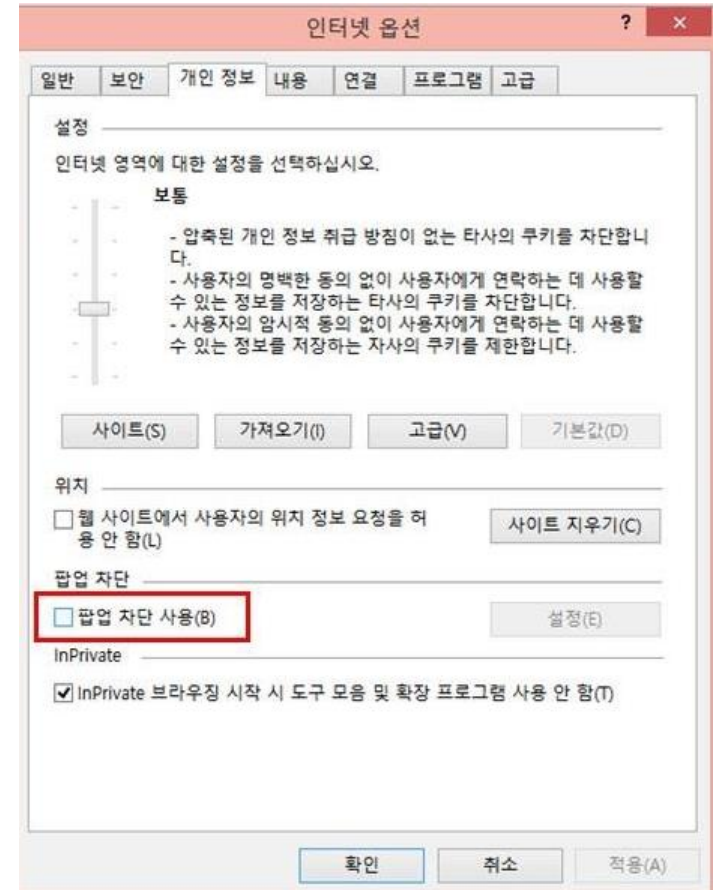 인터넷 옵션
?
×
일반 보안 개인 정보 내용 연결 프로그램 고급
설정
인터넷 영역에 대한 설정을 선택하십시오.
보통
- 압축된 개인 정보 취급 방침이 없는 타사의 쿠키를 차단합니
다.
- 사용자의 명백한 동의 없이 사용자에게 연락하는 데 사용할
수 있는 정보를 저장하는 타사의 쿠키를 차단합니다.
- 사용자의 암시적 동의 없이 사용자에게 연락하는 데 사용할
수 있는 정보를 저장하는 자사의 쿠키를 제한합니다.
사이트(S) 가져오기(I) 고급(V) 기본값(D)
위치
웹 사이트에서 사용자의 위치 정보 요청을 허
용 안 함(L)
사이트 지우기(C)
팝업 차단
팝업 차단 사용(B) 설정(E)
InPrivate
InPrivate 브라우징 시작 시 도구 모음 및 확장 프로그램 사용 안 함(T)
확인 취소 적용(A)